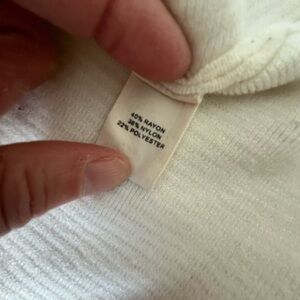 40% RAYON
38% NYLON
22% POLYESTER